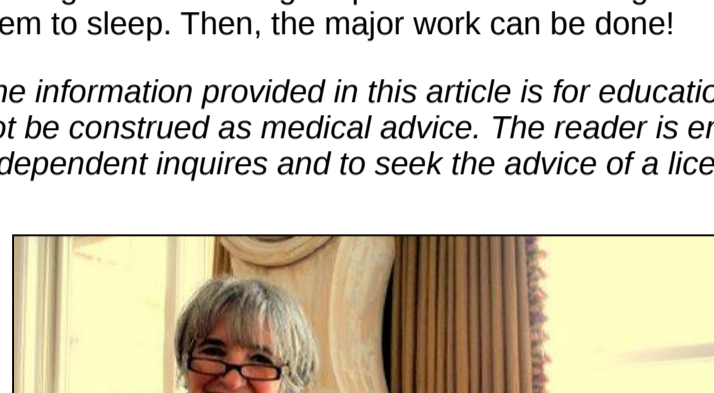 em to sleep. Then, the major work can be done!
he information provided in this article is for educatio
ot be construed as medical advice. The reader is en
dependent inquires and to seek the advice of a lice